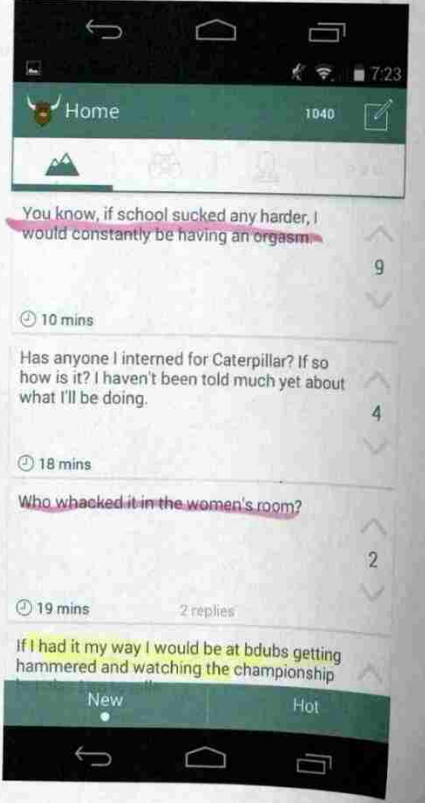 7:23
Home
1040
You know, if school sucked any harder, I
would constantly be having an orgasm.
9
10 mins
Has anyone I interned for Caterpillar? If so
how is it? I haven't been told much yet about
what I'll be doing.
4
18 mins
Who whacked it in the women's room?
2
19 mins
2 replies
If I had it my way I would be at bdubs getting
hammered and watching the championship
New
Hot